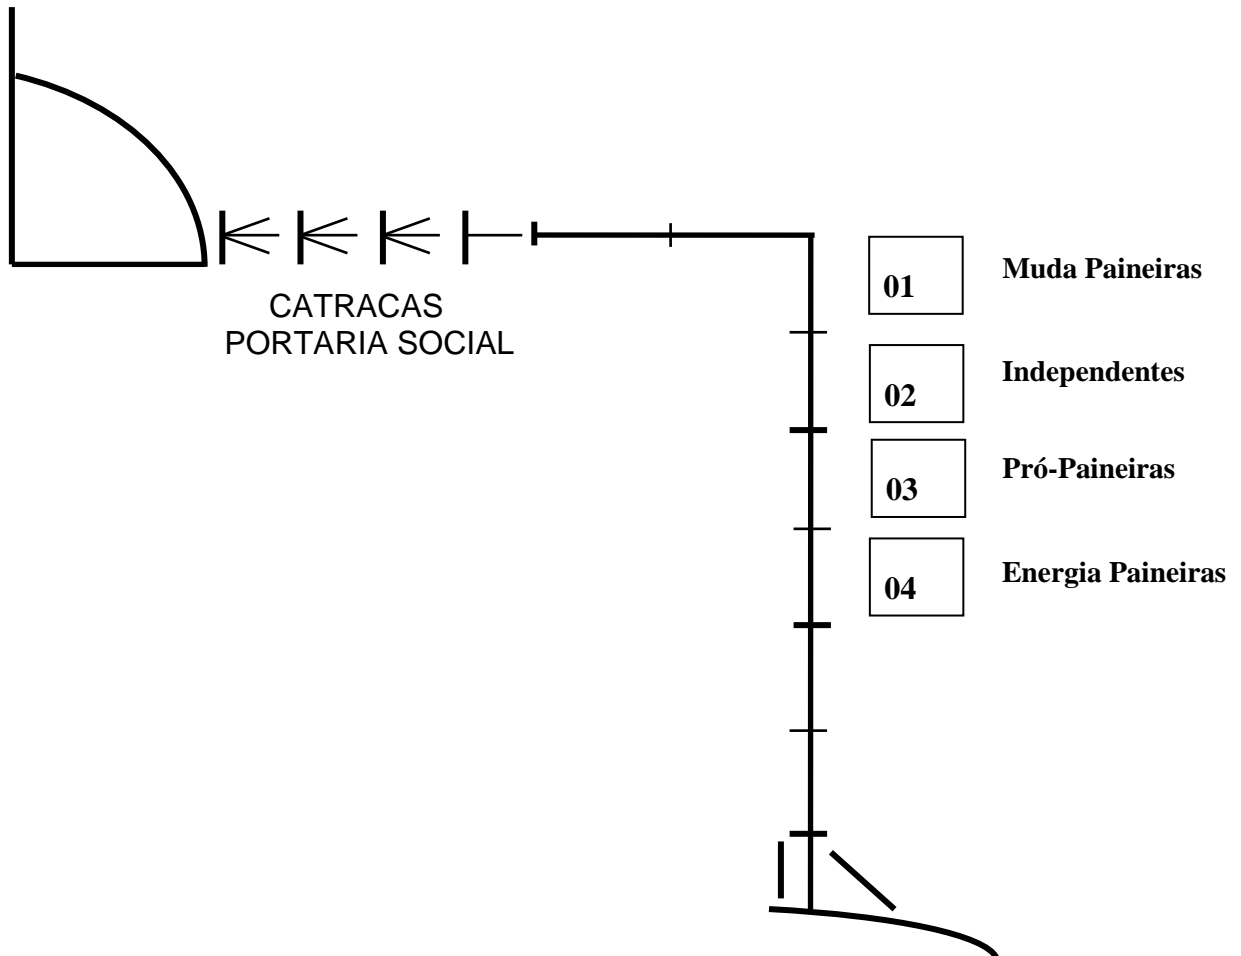 CATRACAS
PORTARIA SOCIAL
01 Muda Paineiras
02 Independentes
03 Pró-Paineiras
04 Energia Paineiras